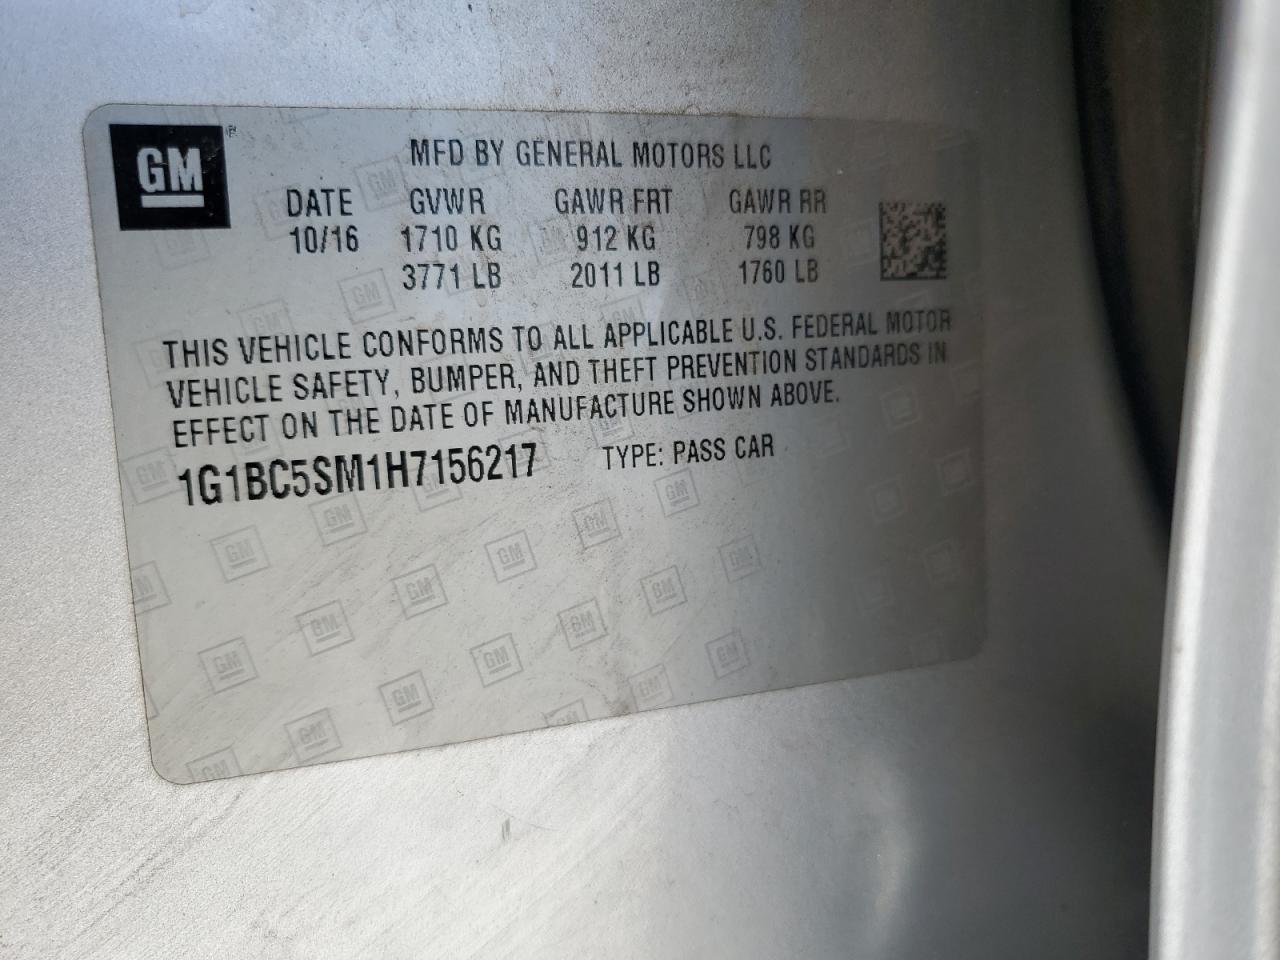 GM ®
MFD BY GENERAL MOTORS LLC
DATE GVWR GAWR FRT GAWR RR
10/16 1710 KG 912 KG 798 KG
3771 LB 2011 LB 1760 LB
THIS VEHICLE CONFORMS TO ALL APPLICABLE U.S. FEDERAL MOTOR
VEHICLE SAFETY, BUMPER, AND THEFT PREVENTION STANDARDS IN
EFFECT ON THE DATE OF MANUFACTURE SHOWN ABOVE.
1G1BC5SM1H7156217 TYPE: PASS CAR